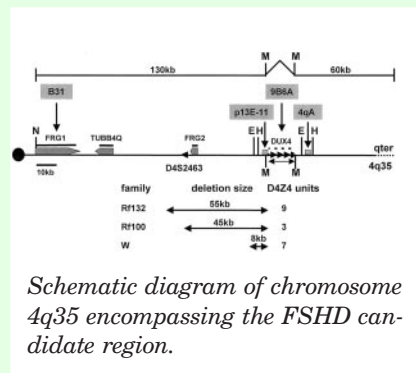 M M
130kb 60kb
B31 9B6A
p13E-11 4qA
N FRG1 TUBB4Q FRG2 E H DUX4 E H qter
10kb D4S2463 M M 4q35
family deletion size D4Z4 units
Rf132 55kb 9
Rf100 45kb 3
W 8kb 7
Schematic diagram of chromosome
4q35 encompassing the FSHD can-
didate region.